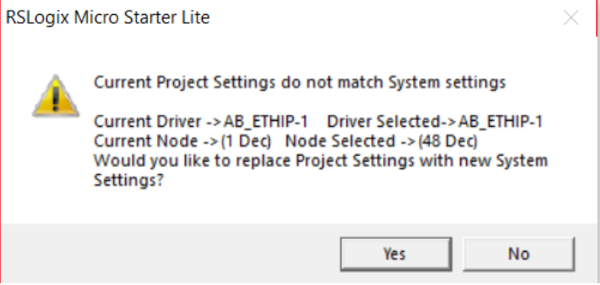 RSLogix Micro Starter Lite
Current Project Settings do not match System settings
Current Driver ->AB_ETHIP-1 Driver Selected->AB_ETHIP-1
Current Node ->(1 Dec) Node Selected ->(48 Dec)
Would you like to replace Project Settings with new System
Settings?
Yes No